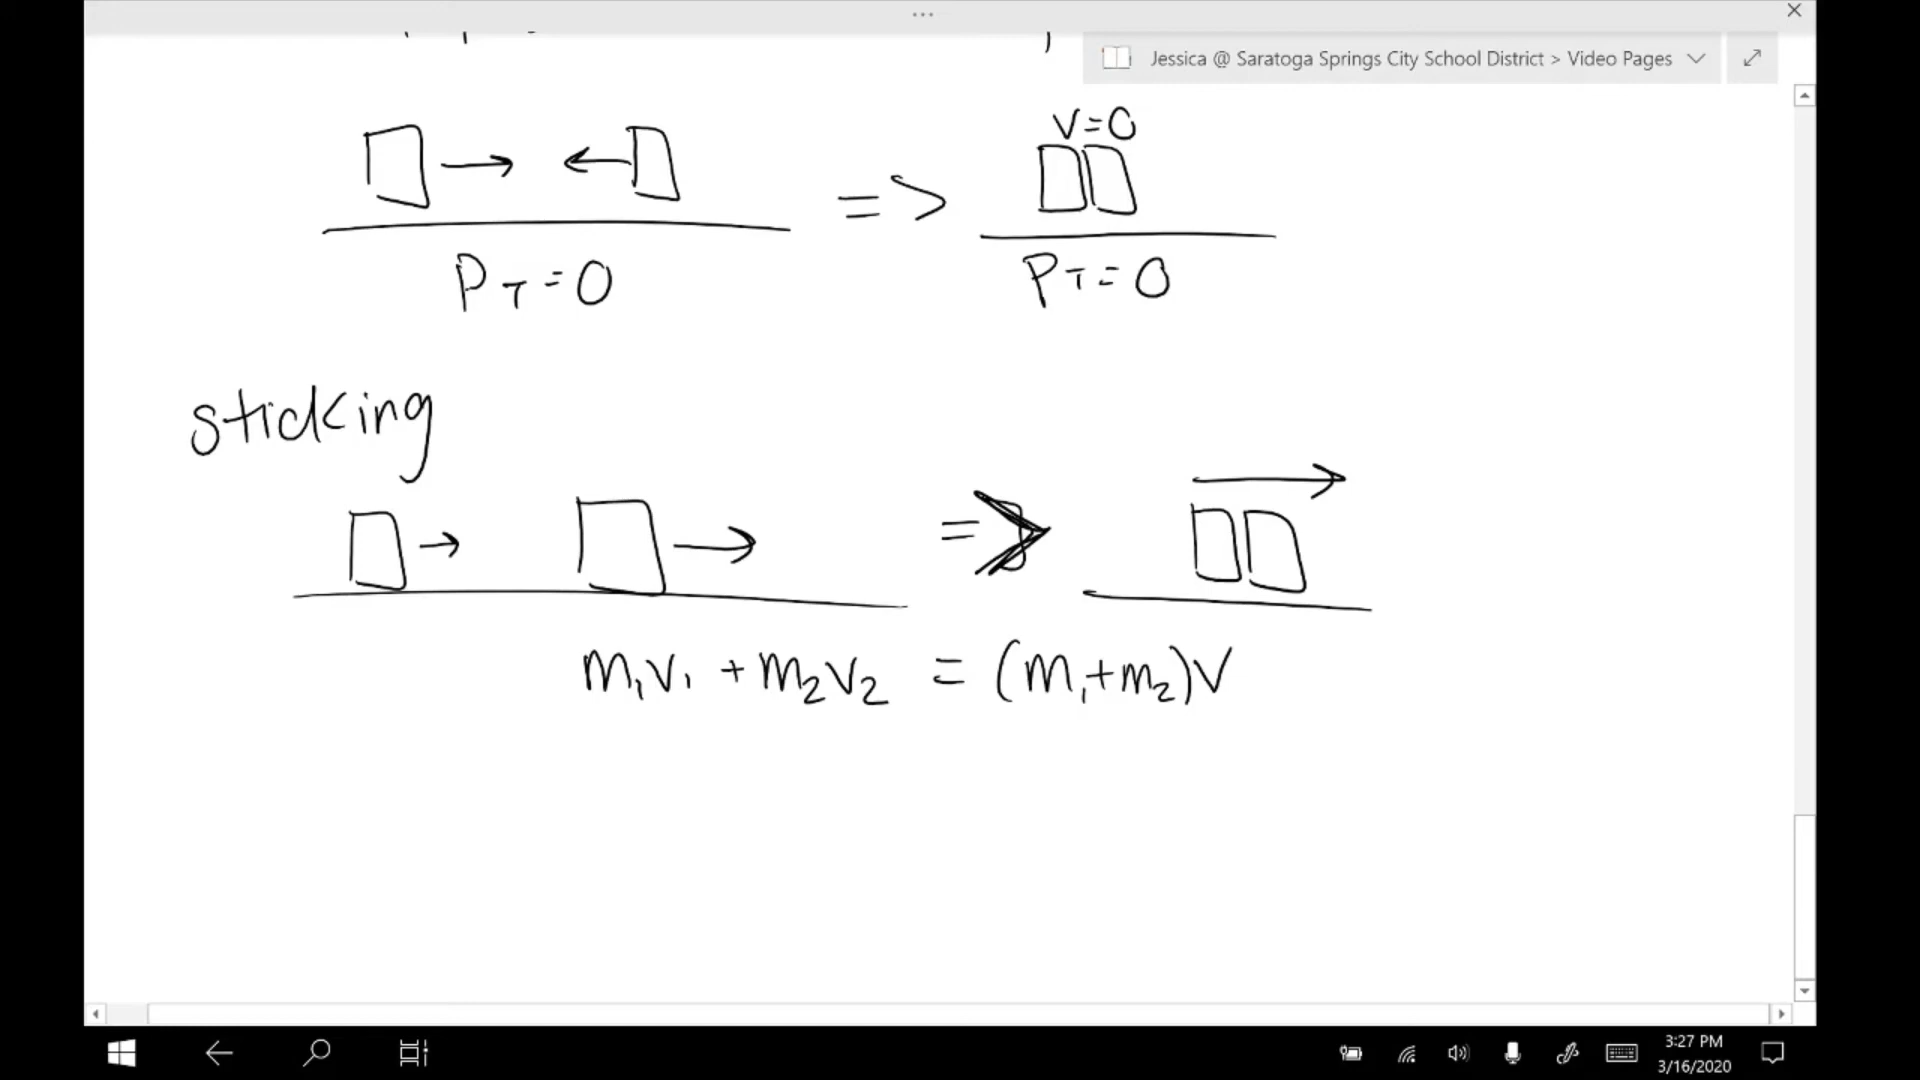 Jessica @ Saratoga Springs City School District > Video Pages
v=0
=>
PT=0
PT=0
sticking
=>
m₁v₁ + m₂v₂ = (m₁+m₂)v
3:27 PM
3/16/2020